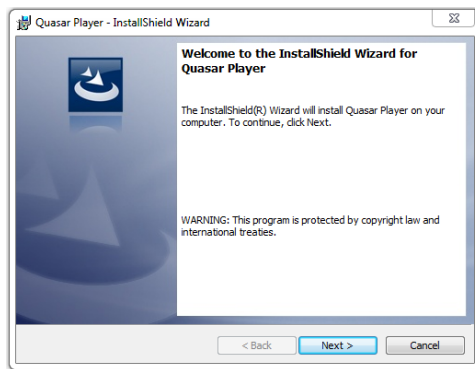 Quasar Player - InstallShield Wizard
Welcome to the InstallShield Wizard for
Quasar Player
The InstallShield(R) Wizard will install Quasar Player on your
computer. To continue, click Next.
WARNING: This program is protected by copyright law and
international treaties.
< Back
Next >
Cancel